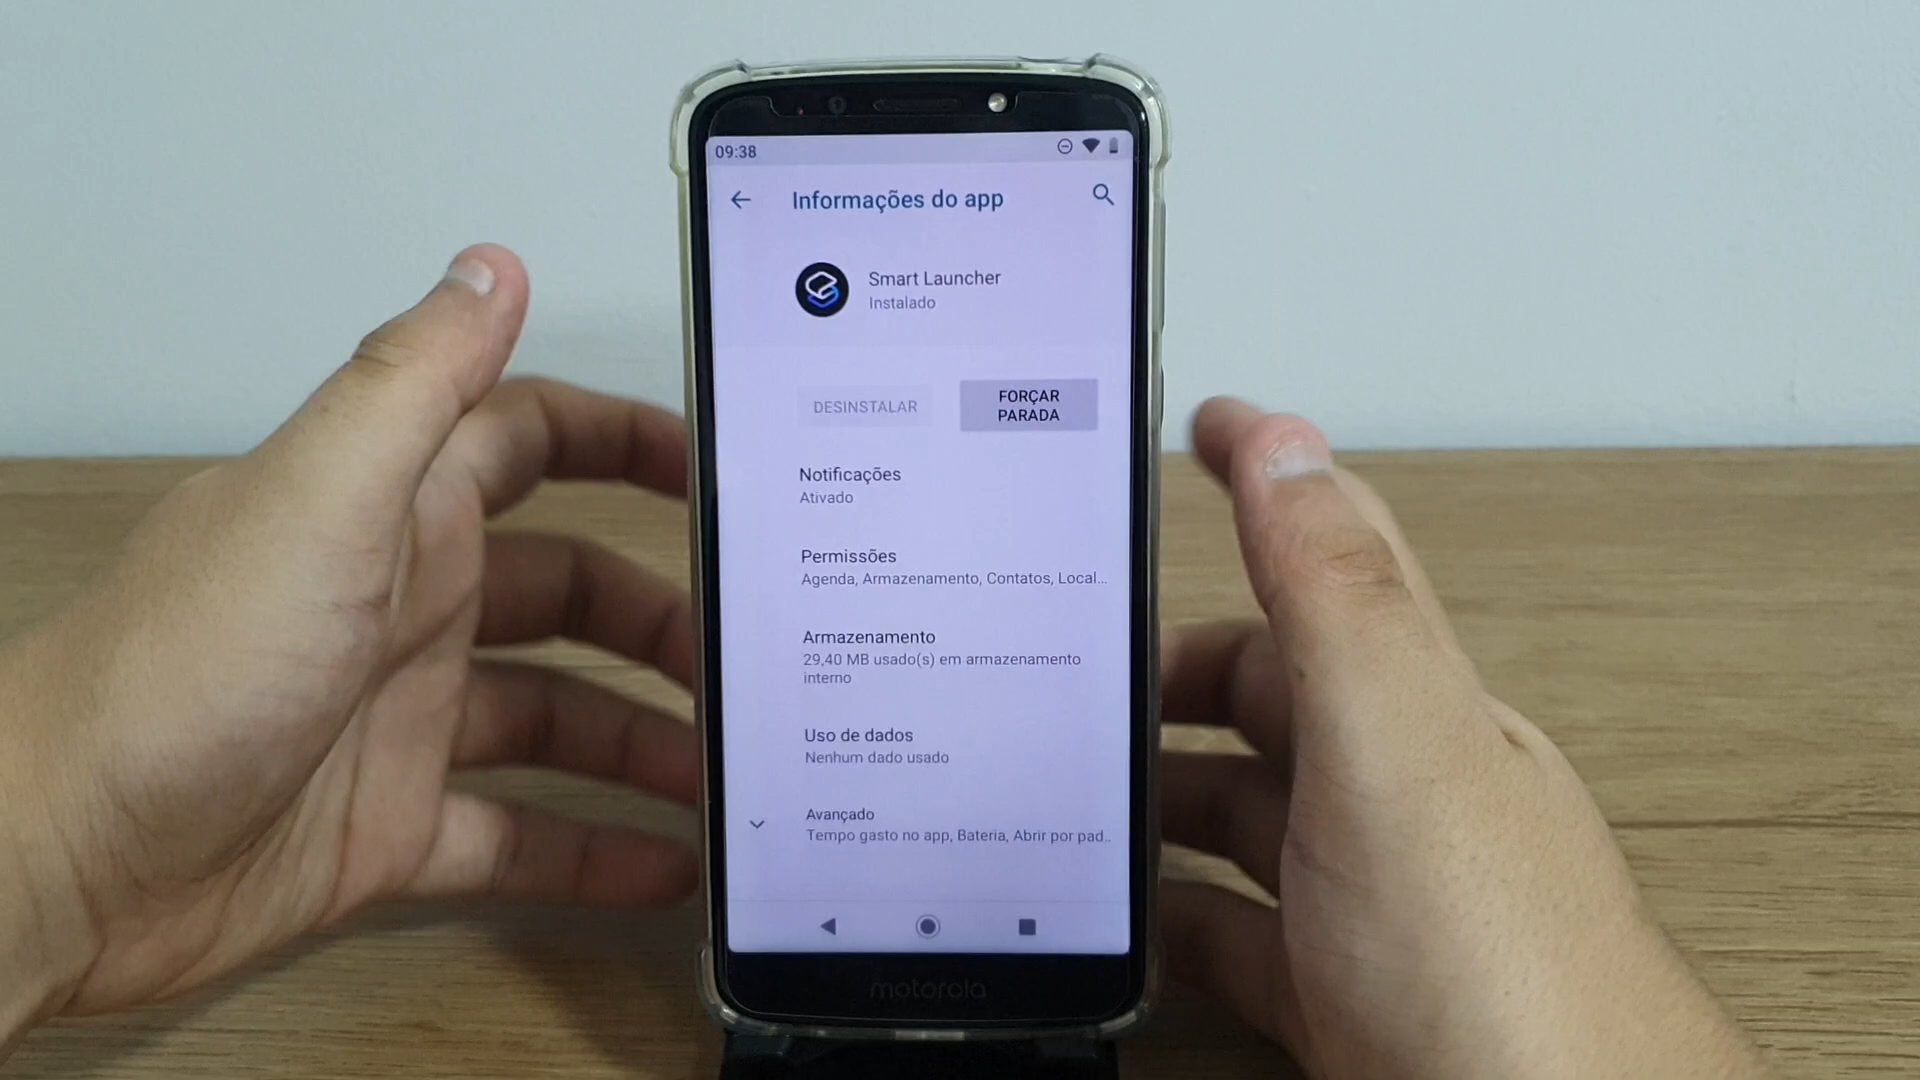 09:38
Informações do app
Smart Launcher
Instalado
DESINSTALAR
FORÇAR
PARADA
Notificações
Ativado
Permissões
Agenda, Armazenamento, Contatos, Local...
Armazenamento
29,40 MB usado(s) em armazenamento
interno
Uso de dados
Nenhum dado usado
Avançado
Tempo gasto no app, Bateria, Abrir por pad..
motorola